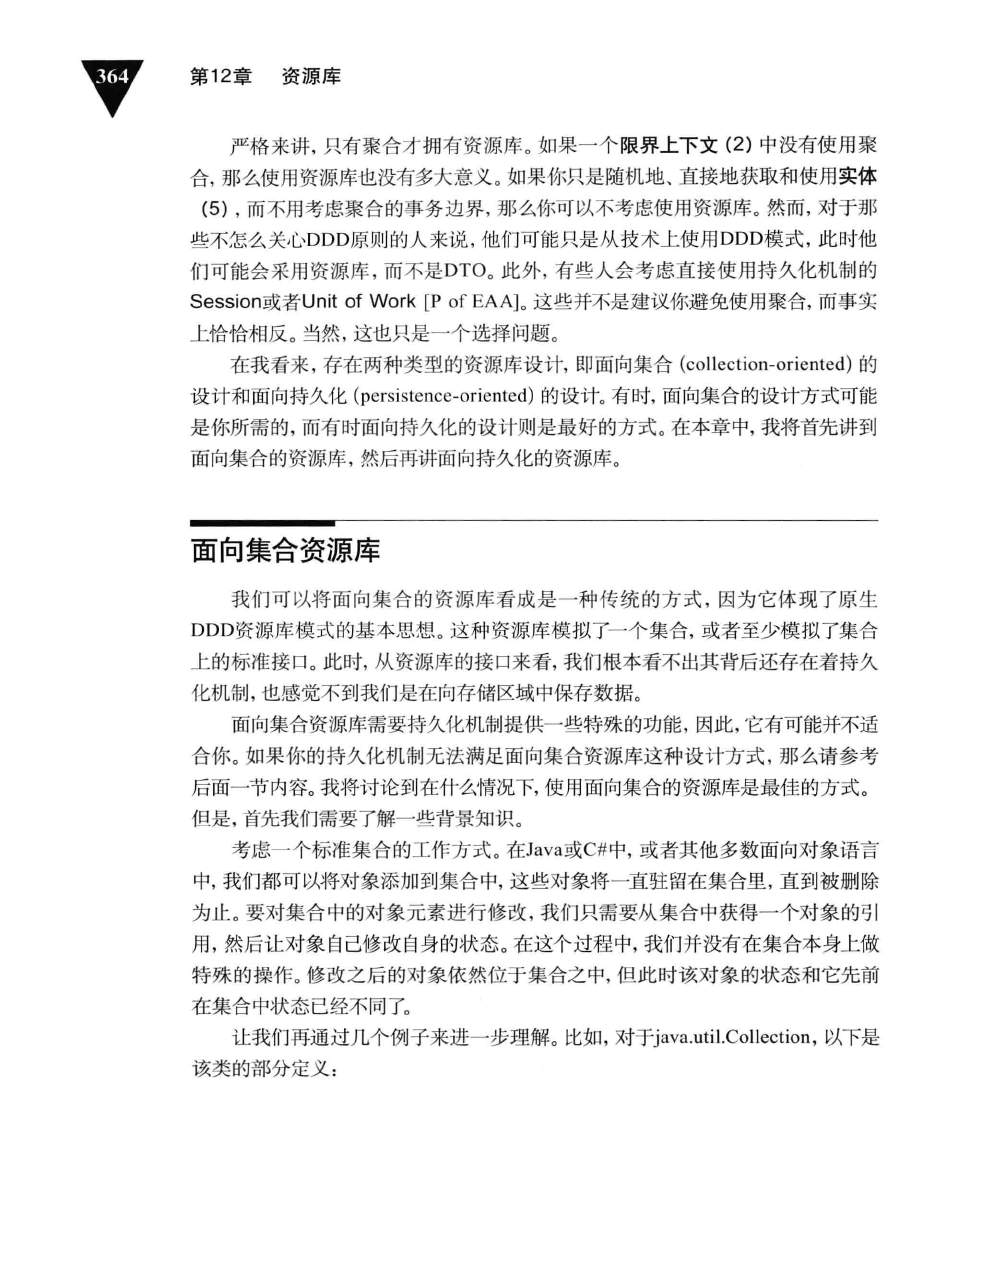 364
第12章 资源库
严格来讲，只有聚合才拥有资源库。如果一个限界上下文（2）中没有使用聚
合，那么使用资源库也没有多大意义。如果你只是随机地、直接地获取和使用实体
（5），而不用考虑聚合的事务边界，那么你可以不考虑使用资源库。然而，对于那
些不怎么关心DDD原则的人来说，他们可能只是从技术上使用DDD模式，此时他
们可能会采用资源库，而不是DTO。此外，有些人会考虑直接使用持久化机制的
Session或者Unit of Work [P of EAA]。这些并不是建议你避免使用聚合，而事实
上恰恰相反。当然，这也只是一个选择问题。
在我看来，存在两种类型的资源库设计，即面向集合（collection-oriented）的
设计和面向持久化（persistence-oriented）的设计。有时，面向集合的设计方式可能
是你所需的，而有时面向持久化的设计则是最好的方式。在本章中，我将首先讲到
面向集合的资源库，然后再讲面向持久化的资源库。
面向集合资源库
我们可以将面向集合的资源库看成是一种传统的方式，因为它体现了原生
DDD资源库模式的基本思想。这种资源库模拟了一个集合，或者至少模拟了集合
上的标准接口。此时，从资源库的接口来看，我们根本看不出其背后还存在着持久
化机制，也感觉不到我们是在向存储区域中保存数据。
面向集合资源库需要持久化机制提供一些特殊的功能，因此，它有可能并不适
合你。如果你的持久化机制无法满足面向集合资源库这种设计方式，那么请参考
后面一节内容。我将讨论到在什么情况下，使用面向集合的资源库是最佳的方式。
但是，首先我们需要了解一些背景知识。
考虑一个标准集合的工作方式。在Java或C#中，或者其他多数面向对象语言
中，我们都可以将对象添加到集合中，这些对象将一直驻留在集合里，直到被删除
为止。要对集合中的对象元素进行修改，我们只需要从集合中获得一个对象的引
用，然后让对象自己修改自身的状态。在这个过程中，我们并没有在集合本身上做
特殊的操作。修改之后的对象依然位于集合之中，但此时该对象的状态和它先前
在集合中状态已经不同了。
让我们再通过几个例子来进一步理解。比如，对于java.util.Collection，以下是
该类的部分定义：